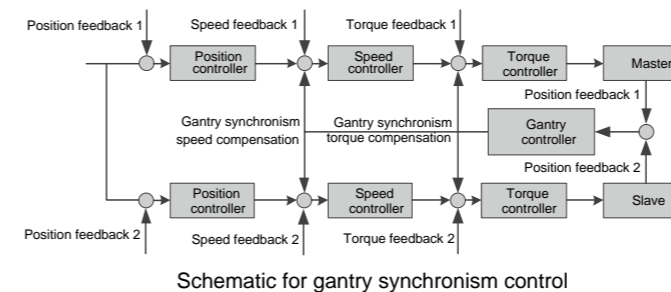 Position feedback 1
Speed feedback 1
Torque feedback 1
Position
controller
Speed
controller
Torque
controller
Master
Position feedback 1
Gantry synchronism
speed compensation
Gantry synchronism
torque compensation
Gantry
controller
Position feedback 2
Position
controller
Speed
controller
Torque
controller
Slave
Position feedback 2
Speed feedback 2
Torque feedback 2
Schematic for gantry synchronism control